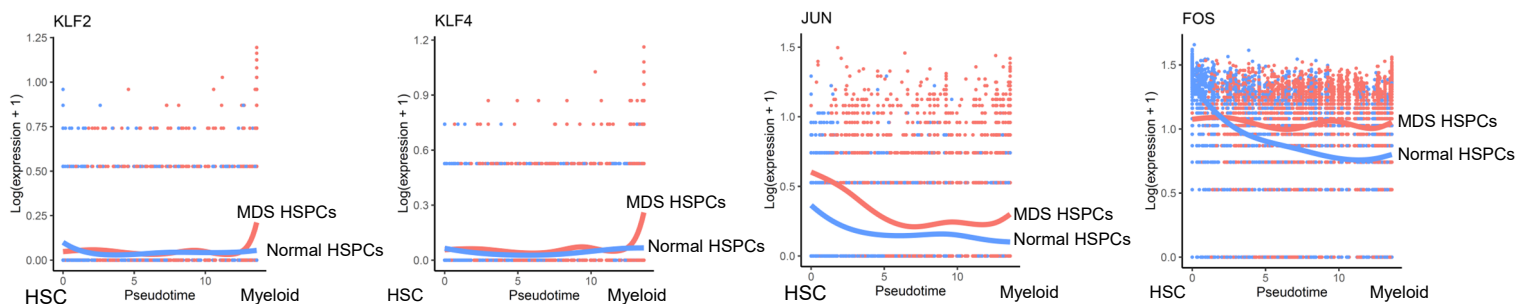 KLF2
Log(expression + 1)
1.25
1.00
0.75
0.50
0.25
0.00
MDS HSPCs
Normal HSPCs
0
10
HSC
Pseudotime
Myeloid
KLF4
Log(expression + 1)
1.2
0.9
0.6
0.3
0.0
MDS HSPCs
Normal HSPCs
0
5
10
HSC
Pseudotime
Myeloid
JUN
Log(expression + 1)
1.5
1.0
0.5
0.0
MDS HSPCs
Normal HSPCs
0
5
10
HSC
Pseudotime
Myeloid
FOS
Log(expression + 1)
1.5
1.0
0.5
0.0
MDS HSPCs
Normal HSPCs
0
5
10
HSC
Pseudotime
Myeloid